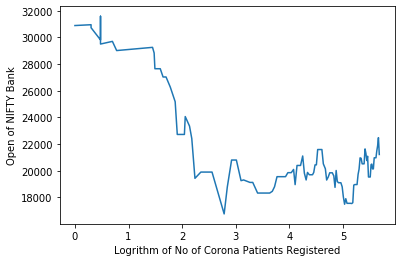 32000
30000
28000
26000
24000
22000
20000
18000
Open of NIFTY Bank
0 1 2 3 4 5
Logrithm of No of Corona Patients Registered